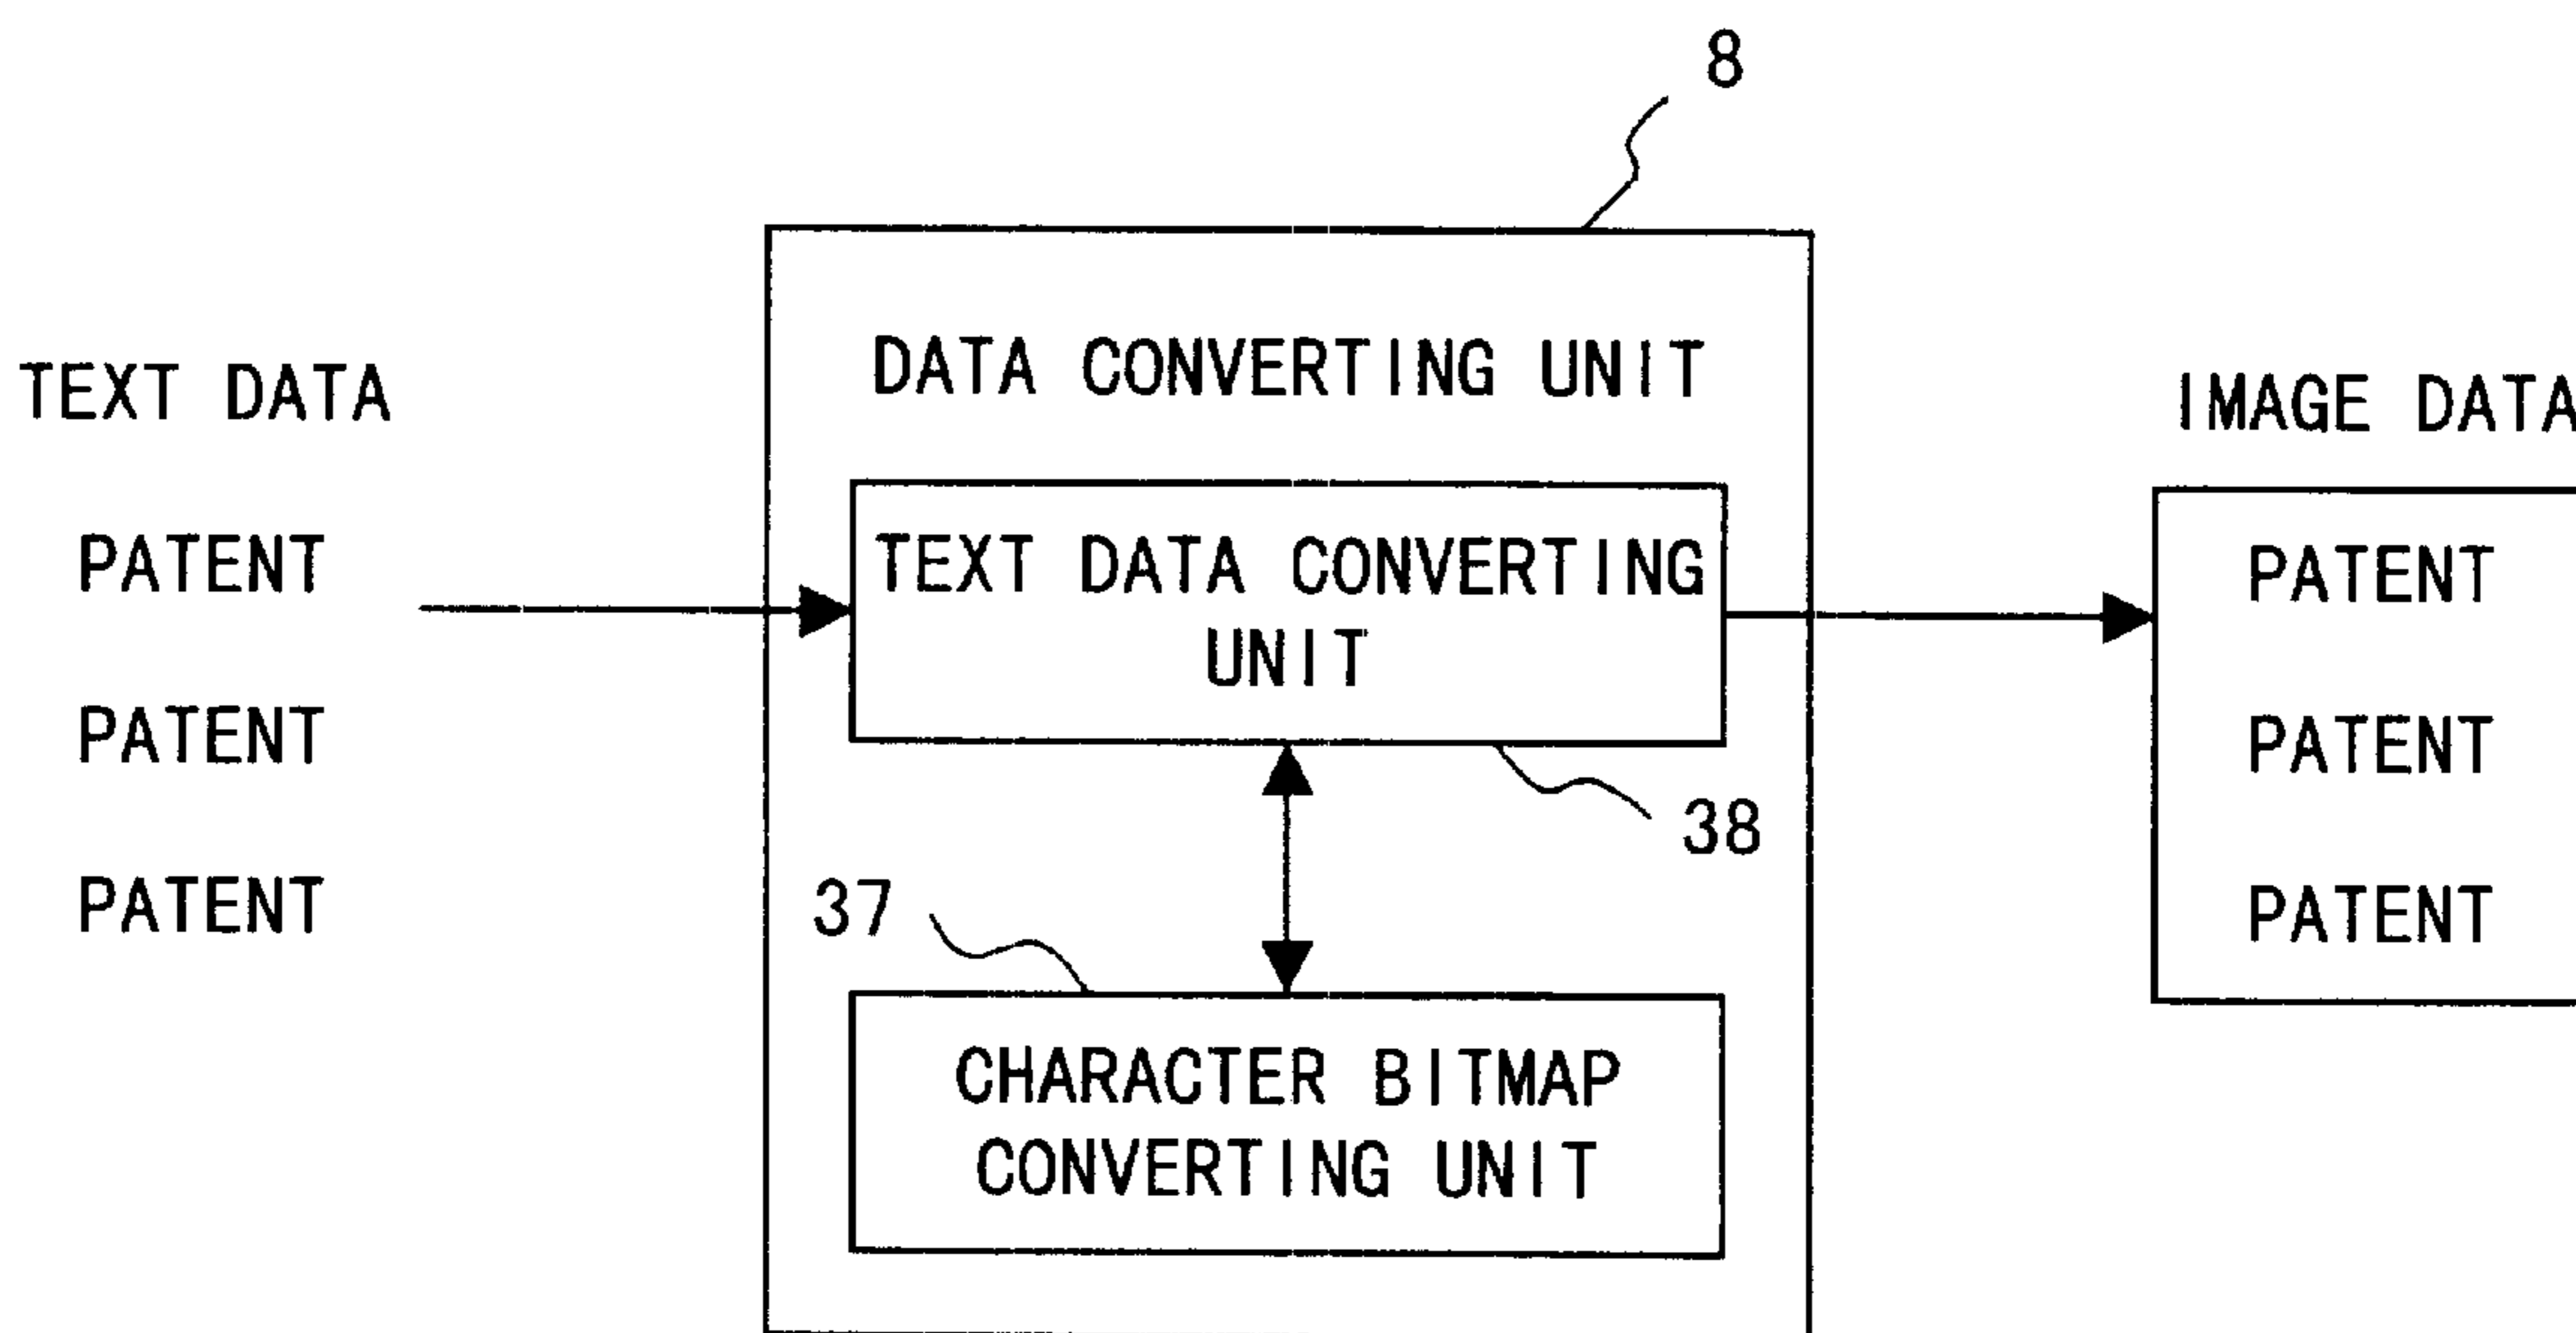 8
TEXT DATA
PATENT
PATENT
PATENT
DATA CONVERTING UNIT
TEXT DATA CONVERTING
UNIT
38
37
CHARACTER BITMAP
CONVERTING UNIT
IMAGE DATA
PATENT
PATENT
PATENT